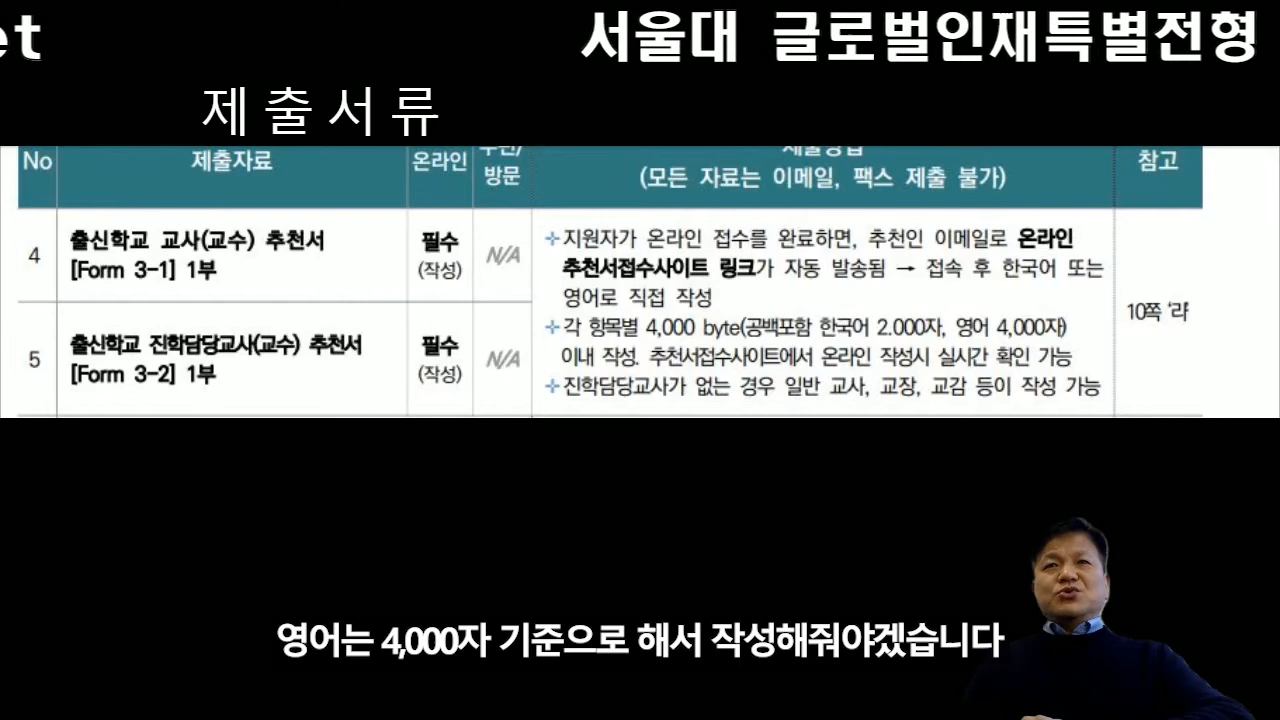 et
서울대 글로벌인재특별전형
제출서류
No
제출자료
온라인
우편/
방문
제출방법
(모든 자료는 이메일, 팩스 제출 불가)
참고
4
출신학교 교사(교수) 추천서
[Form 3-1] 1부
필수
(작성)
N/A
✛지원자가 온라인 접수를 완료하면, 추천인 이메일로 온라인
추천서접수사이트 링크가 자동 발송됨 → 접속 후 한국어 또는
영어로 직접 작성
✛각 항목별 4,000 byte(공백포함 한국어 2.000자, 영어 4,000자)
이내 작성. 추천서접수사이트에서 온라인 작성시 실시간 확인 가능
✛진학담당교사가 없는 경우 일반 교사, 교장, 교감 등이 작성 가능
10쪽 '라'
5
출신학교 진학담당교사(교수) 추천서
[Form 3-2] 1부
필수
(작성)
N/A
영어는 4,000자 기준으로 해서 작성해줘야겠습니다